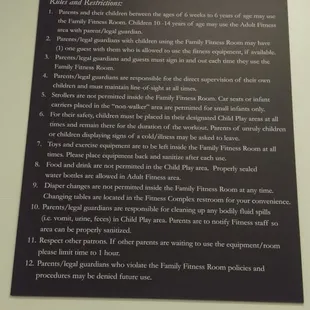 Rules and Restrictions:
1. Parents and their children between the ages of 6 weeks to 6 years of age may use
the Family Fitness Room. Children 10-14 years of age may use the Adult Fitness
area with parent/legal guardian.
2. Parents/legal guardians with children using the Family Fitness Room may have
(1) one guest with them who is allowed to use the fitness equipment, if available.
3. Parents/legal guardians and guests must sign in and out each time they use the
Family Fitness Room.
4. Parents/legal guardians are responsible for the direct supervision of their own
children and must maintain line-of-sight at all times.
5. Strollers are not permitted inside the Family Fitness Room. Car seats or infant
carriers placed in the "non-walker" area are permitted for small infants only.
6. For their safety, children must be placed in their designated Child Play areas at all
times and remain there for the duration of the workout. Parents of unruly children
or children displaying signs of a cold/illness may be asked to leave.
7. Toys and exercise equipment are to be left inside the Family Fitness Room at all
times. Please place equipment back and sanitize after each use.
8. Food and drink are not permitted in the Child Play area. Properly sealed
water bottles are allowed in Adult Fitness area.
9. Diaper changes are not permitted inside the Family Fitness Room at any time.
Changing tables are located in the Fitness Complex restroom for your convenience.
10. Parents/legal guardians are responsible for cleaning up any bodily fluid spills
(i.e. vomit, urine, feces) in Child Play area. Parents are to notify Fitness staff so
area can be properly sanitized.
11. Respect other patrons. If other parents are waiting to use the equipment/room
please limit time to 1 hour.
12. Parents/legal guardians who violate the Family Fitness Room policies and
procedures may be denied future use.